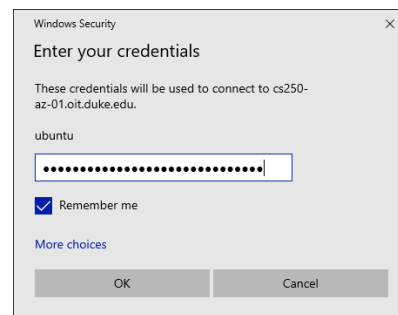 Windows Security
Enter your credentials
These credentials will be used to connect to cs250-
az-01.oit.duke.edu.
ubuntu
●●●●●●●●●●●●●●●●●●●●●●●●●●●●●●
Remember me
More choices
OK
Cancel